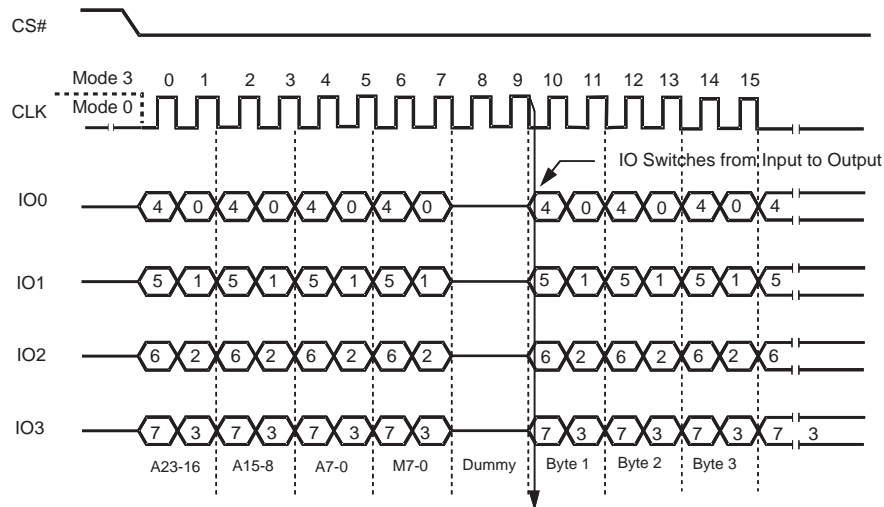 CS#
Mode 3 0 1 2 3 4 5 6 7 8 9 10 11 12 13 14 15
CLK Mode 0
IO Switches from Input to Output
IO0 4 0 4 0 4 0 4 0 4 0 4 0 4 0 4
IO1 5 1 5 1 5 1 5 1 5 1 5 1 5 1 5
IO2 6 2 6 2 6 2 6 2 6 2 6 2 6 2 6
IO3 7 3 7 3 7 3 7 3 7 3 7 3 7 3 7 3
A23-16 A15-8 A7-0 M7-0 Dummy Byte 1 Byte 2 Byte 3